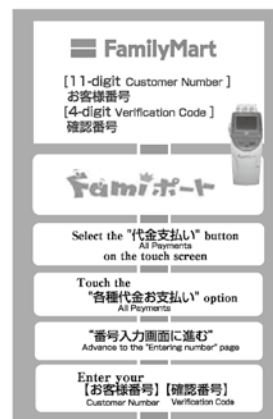 FamilyMart
[11-digit Customer Number]
お客様番号
[4-digit Verification Code]
確認番号
Famiポート
Select the "代金支払い" button
All Payments
on the touch screen
Touch the
"各種代金お支払い" option
All Payments
"番号入力画面に進む"
Advance to the "Entering number" page
Enter your
【お客様番号】【確認番号】
Customer Number Verification Code